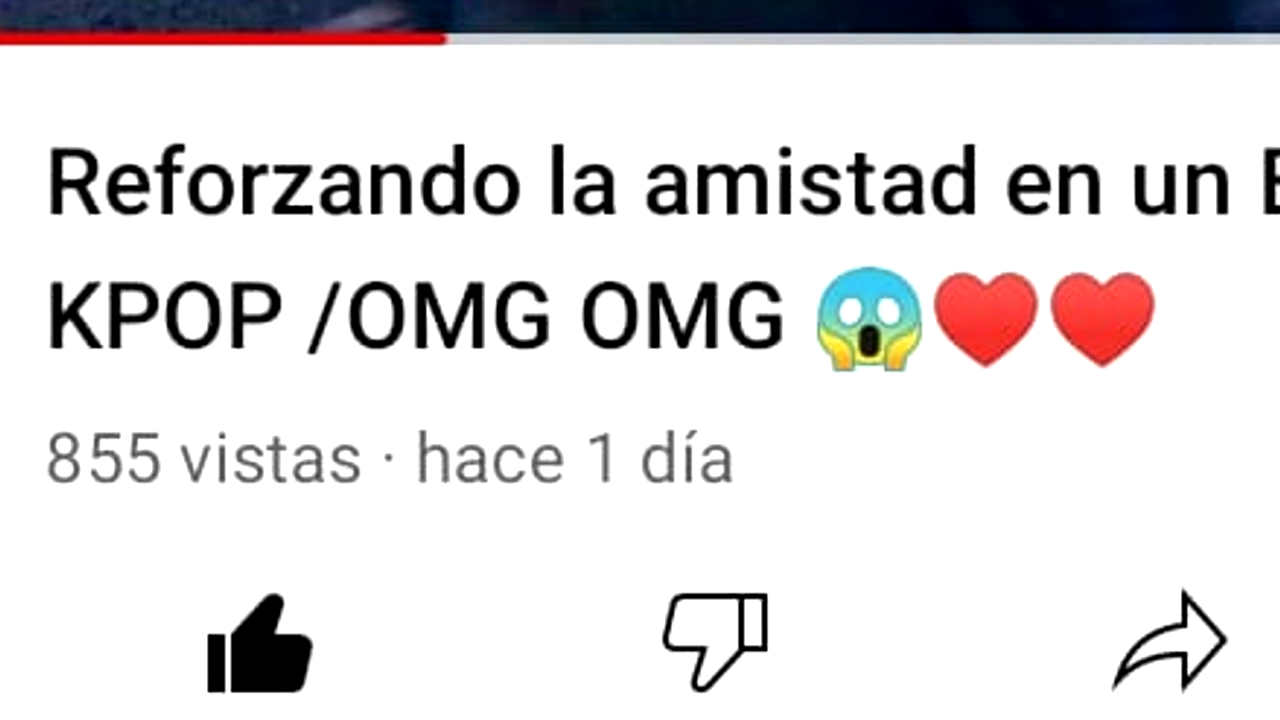 Reforzando la amistad en un
KPOP /OMG OMG 😱❤️❤️
855 vistas · hace 1 día